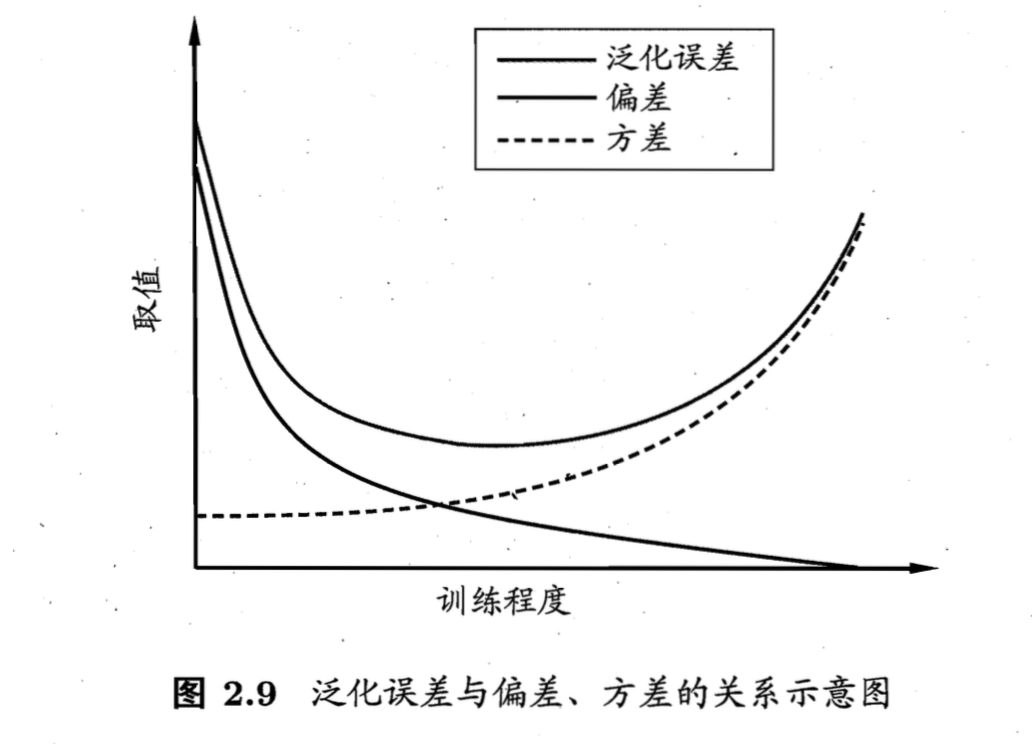 泛化误差
偏差
方差
取值
训练程度
图 2.9 泛化误差与偏差、方差的关系示意图